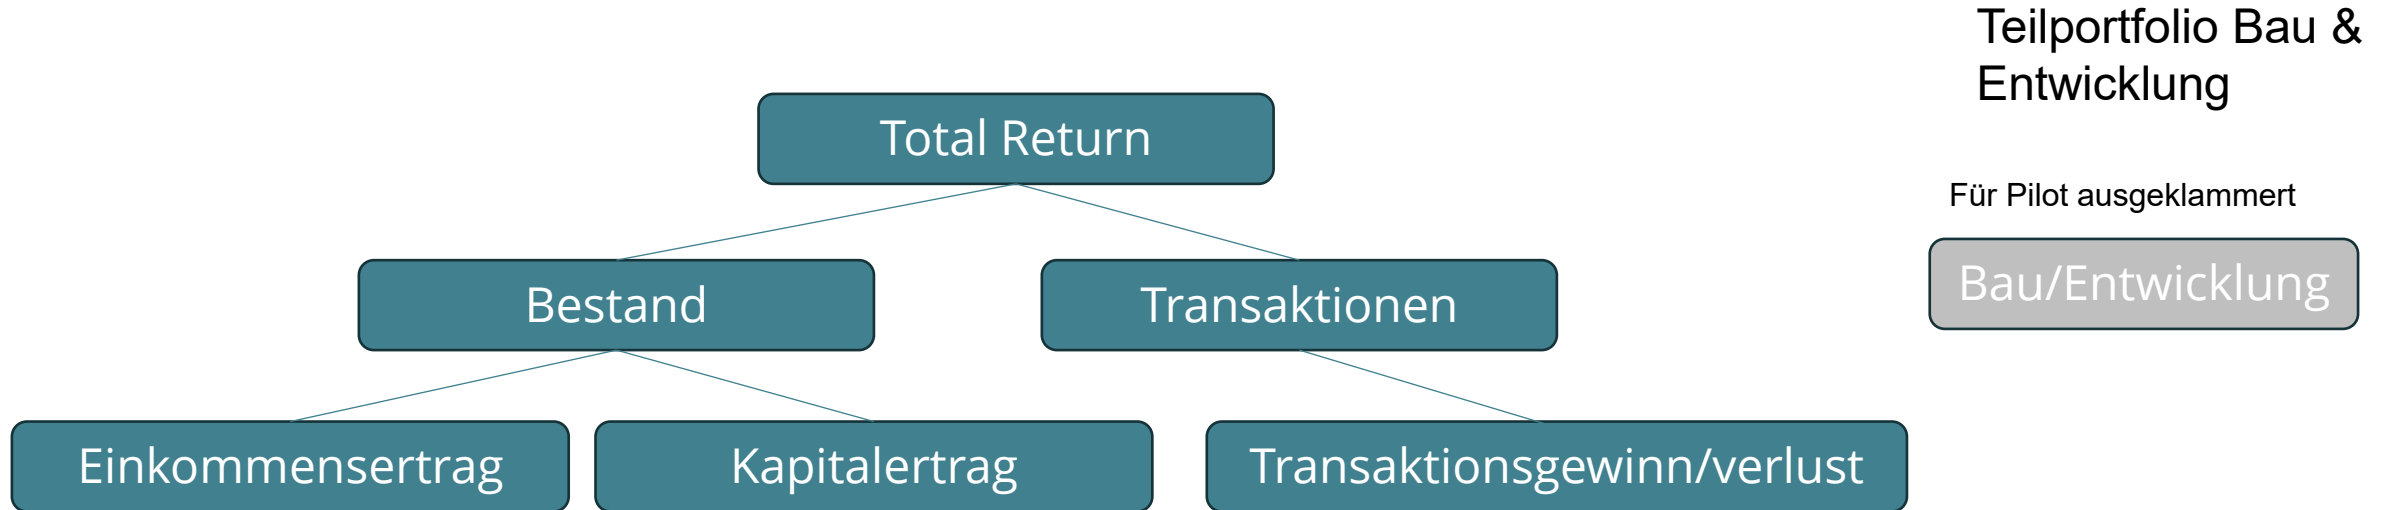 Teilportfolio Bau &
Entwicklung
Total Return
Für Pilot ausgeklammert
Bestand
Transaktionen
Bau/Entwicklung
Einkommensertrag
Kapitalertrag
Transaktionsgewinn/verlust